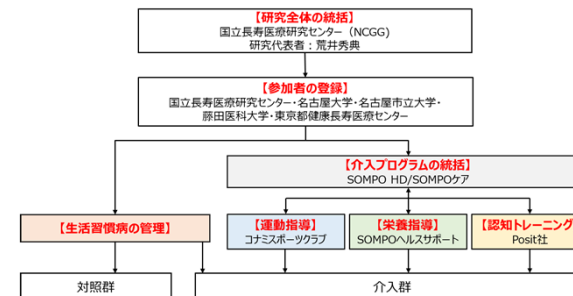 【研究全体の統括】
国立長寿医療研究センター（NCGG）
研究代表者：荒井秀典
【参加者の登録】
国立長寿医療研究センター・名古屋大学・名古屋市立大学・
藤田医科大学・東京都健康長寿医療センター
【介入プログラムの統括】
SOMPO HD/SOMPOケア
【生活習慣病の管理】
【運動指導】
コナミスポーツクラブ
【栄養指導】
SOMPOヘルスサポート
【認知トレーニング】
Posit社
対照群
介入群